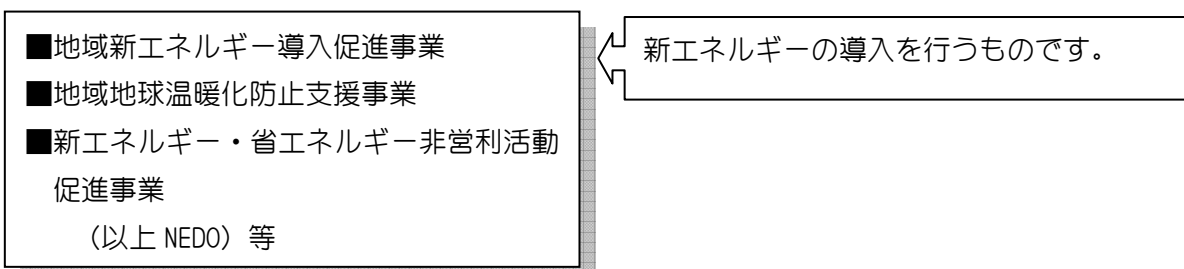 ■地域新エネルギー導入促進事業
■地域地球温暖化防止支援事業
■新エネルギー・省エネルギー非営利活動
促進事業
（以上 NEDO）等
新エネルギーの導入を行うものです。